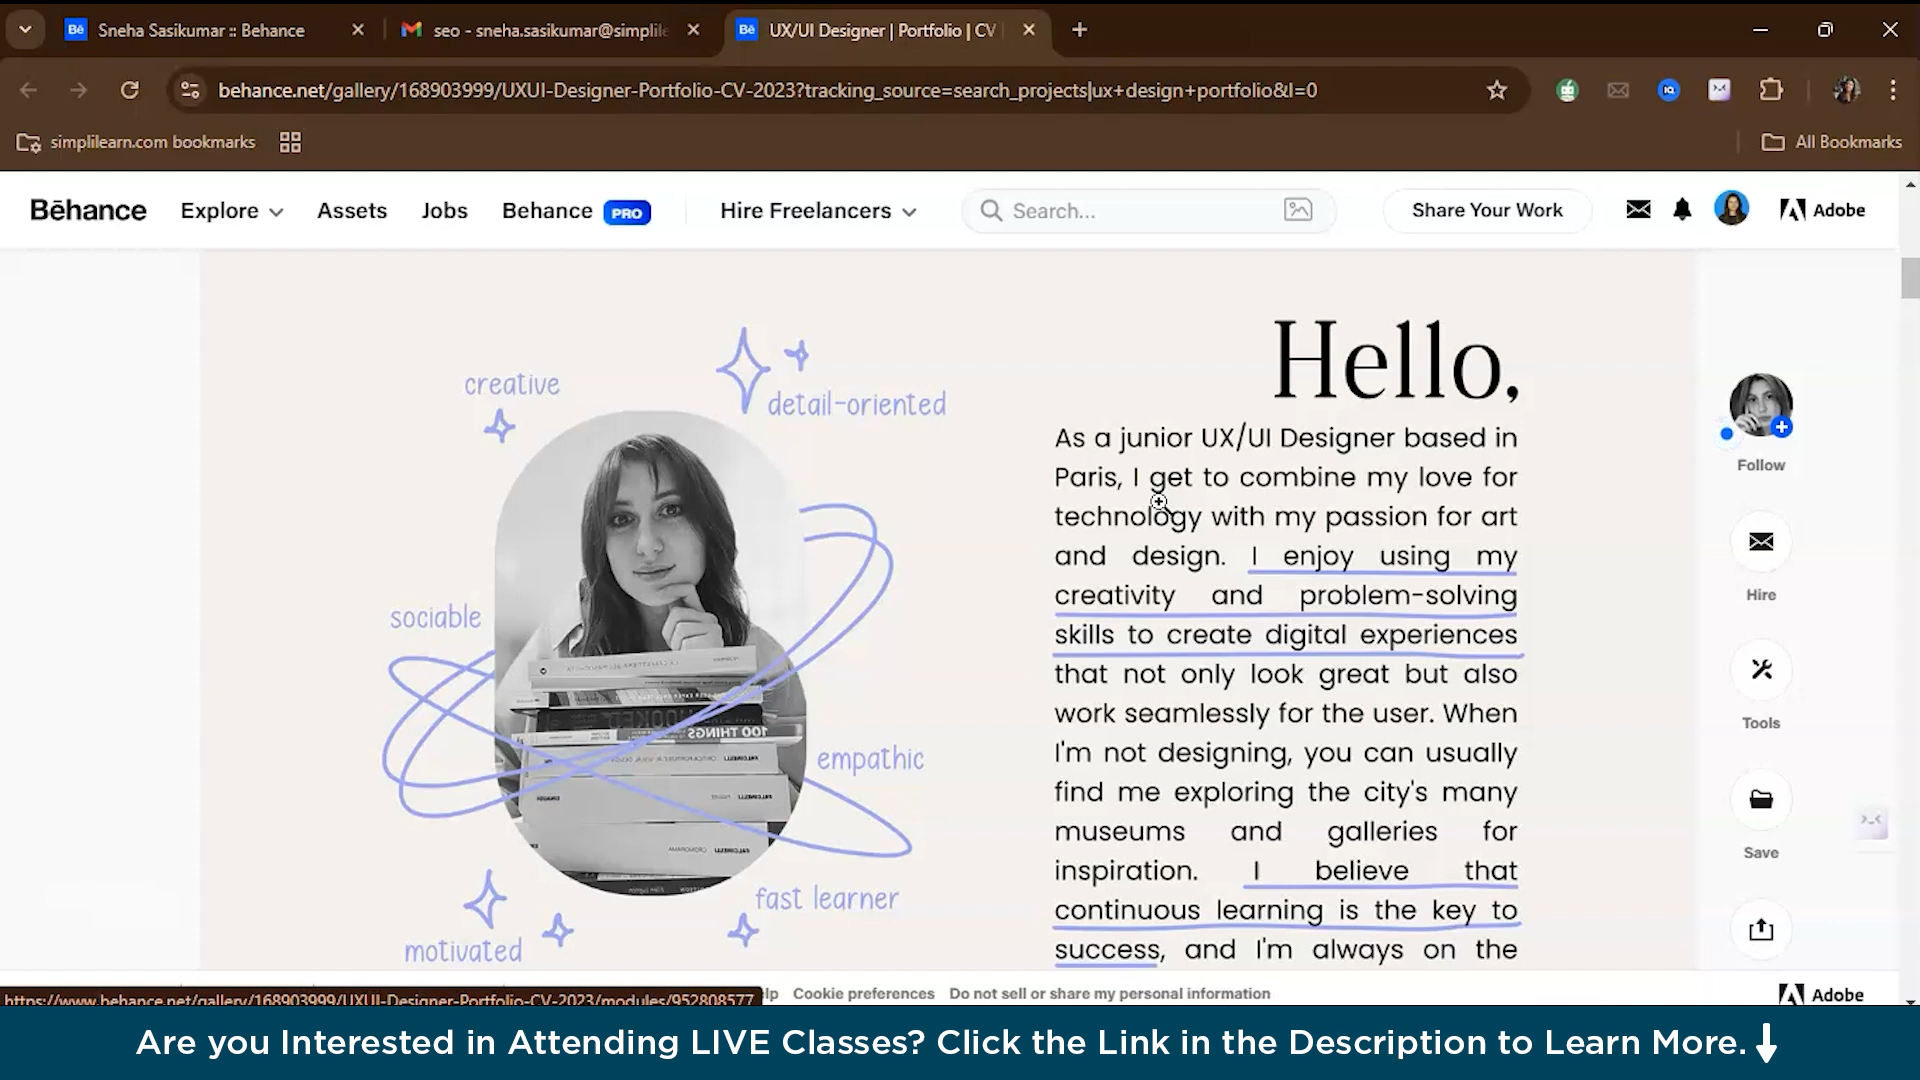 Sneha Sasikumar :: Behance
seo - sneha.sasikumar@simplile
UX/UI Designer | Portfolio | CV
behance.net/gallery/168903999/UXUI-Designer-Portfolio-CV-2023?tracking_source=search_projects|ux+design+portfolio&l=0
simplilearn.com bookmarks
All Bookmarks
Bēhance
Explore
Assets
Jobs
Behance PRO
Hire Freelancers
Search...
Share Your Work
Adobe
creative
detail-oriented
sociable
empathic
fast learner
motivated
100 THINGS
HOOKED
Hello,
As a junior UX/UI Designer based in
Paris, I get to combine my love for
technology with my passion for art
and design. I enjoy using my
creativity and problem-solving
skills to create digital experiences
that not only look great but also
work seamlessly for the user. When
I'm not designing, you can usually
find me exploring the city's many
museums and galleries for
inspiration. I believe that
continuous learning is the key to
success, and I'm always on the
Follow
Hire
Tools
Save
https://www.behance.net/gallery/168903999/UXUI-Designer-Portfolio-CV-2023/modules/952808577
lp Cookie preferences Do not sell or share my personal information
Adobe
Are you Interested in Attending LIVE Classes? Click the Link in the Description to Learn More.